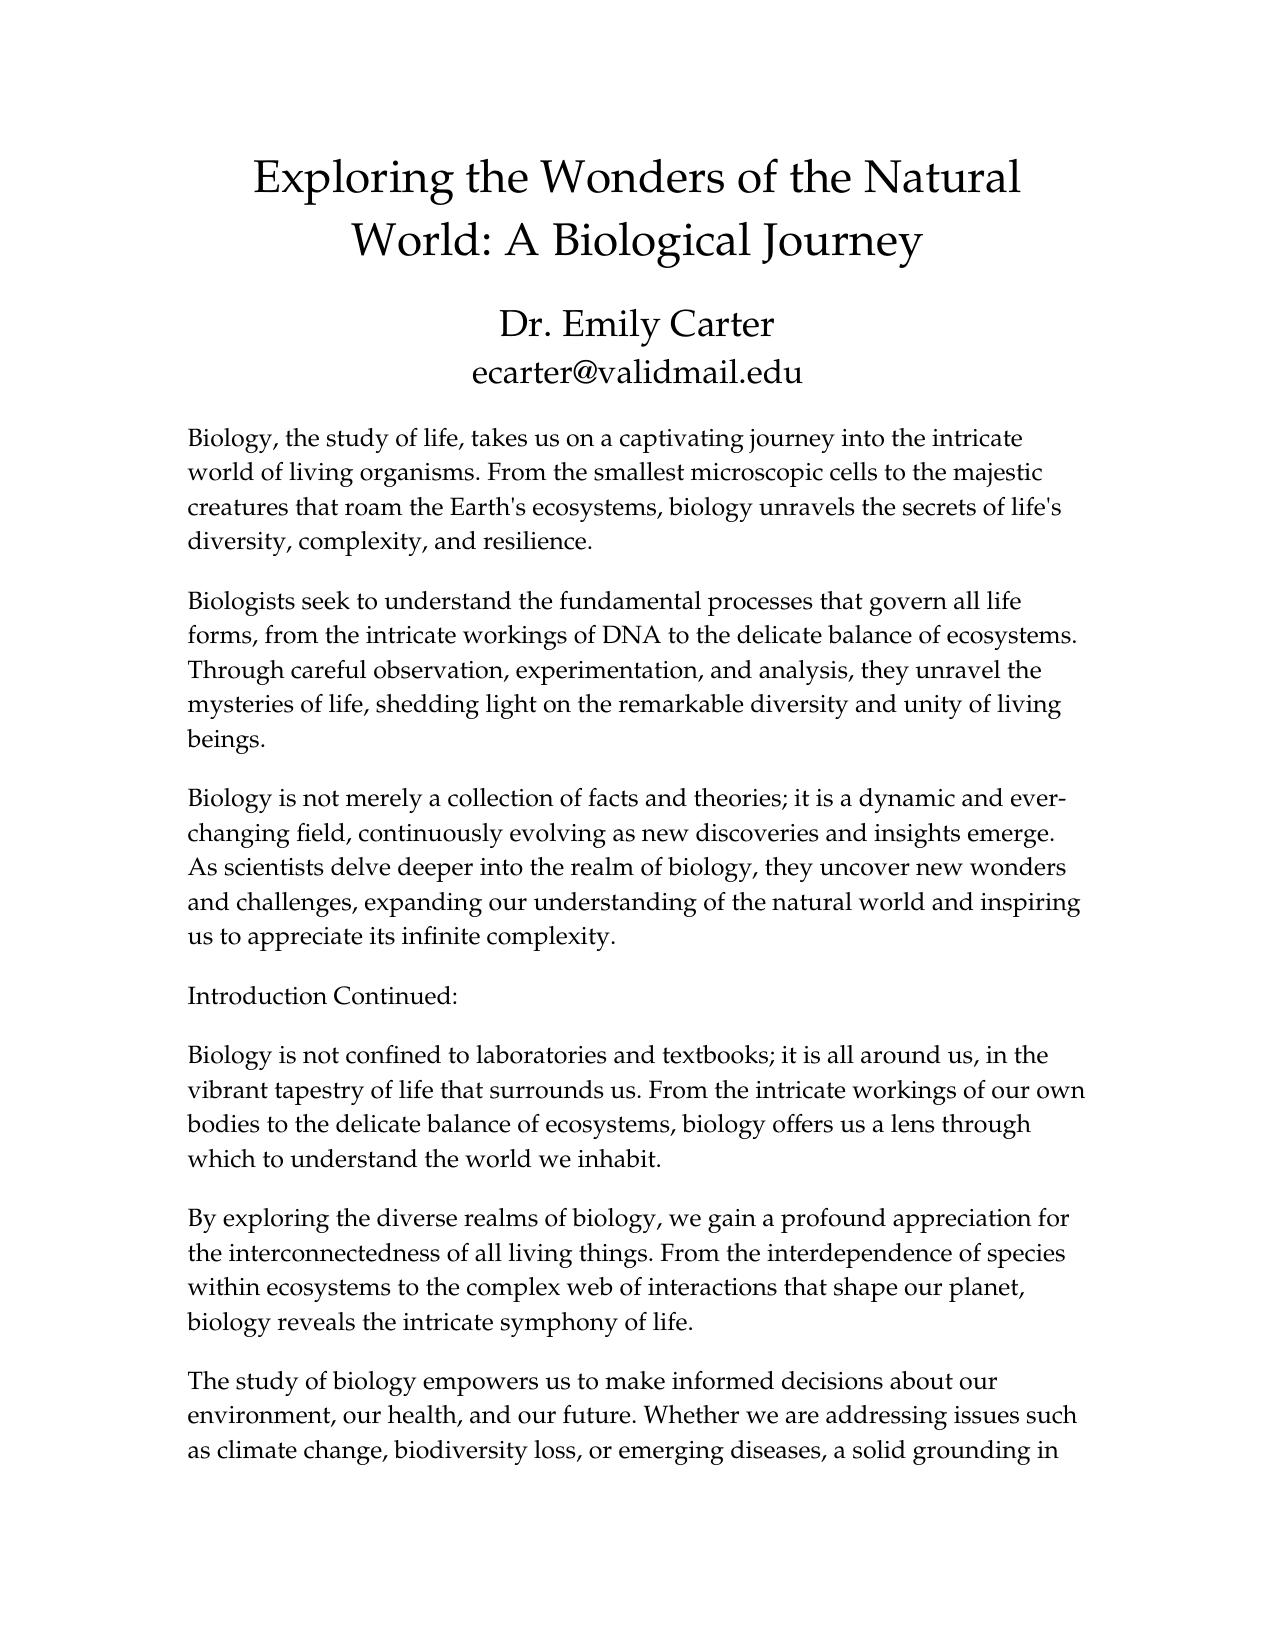 Exploring the Wonders of the Natural
World: A Biological Journey
Dr. Emily Carter
ecarter@validmail.edu
Biology, the study of life, takes us on a captivating journey into the intricate
world of living organisms. From the smallest microscopic cells to the majestic
creatures that roam the Earth's ecosystems, biology unravels the secrets of life's
diversity, complexity, and resilience.
Biologists seek to understand the fundamental processes that govern all life
forms, from the intricate workings of DNA to the delicate balance of ecosystems.
Through careful observation, experimentation, and analysis, they unravel the
mysteries of life, shedding light on the remarkable diversity and unity of living
beings.
Biology is not merely a collection of facts and theories; it is a dynamic and ever-
changing field, continuously evolving as new discoveries and insights emerge.
As scientists delve deeper into the realm of biology, they uncover new wonders
and challenges, expanding our understanding of the natural world and inspiring
us to appreciate its infinite complexity.
Introduction Continued:
Biology is not confined to laboratories and textbooks; it is all around us, in the
vibrant tapestry of life that surrounds us. From the intricate workings of our own
bodies to the delicate balance of ecosystems, biology offers us a lens through
which to understand the world we inhabit.
By exploring the diverse realms of biology, we gain a profound appreciation for
the interconnectedness of all living things. From the interdependence of species
within ecosystems to the complex web of interactions that shape our planet,
biology reveals the intricate symphony of life.
The study of biology empowers us to make informed decisions about our
environment, our health, and our future. Whether we are addressing issues such
as climate change, biodiversity loss, or emerging diseases, a solid grounding in